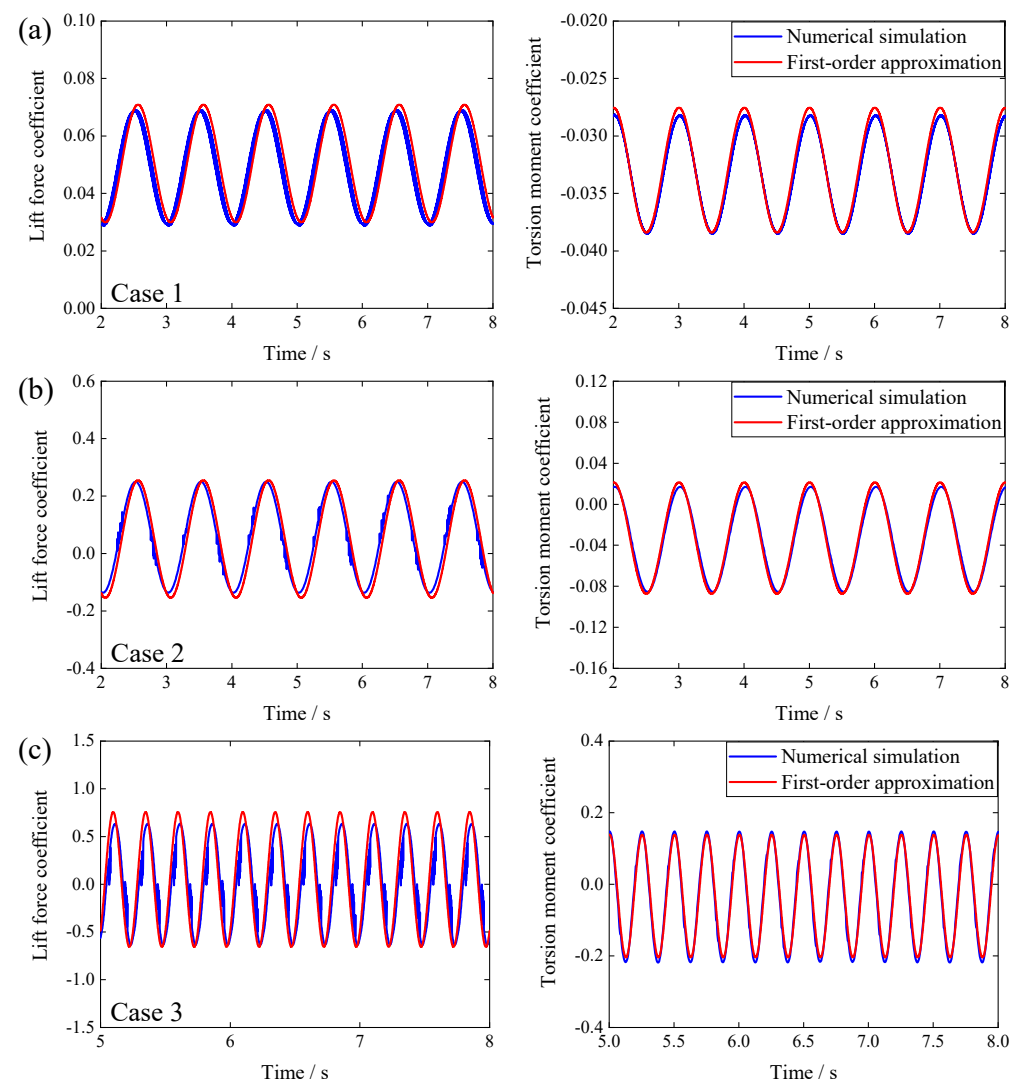 (a)
0.10
0.08
0.06
0.04
0.02
0.00
Lift force coefficient
Case 1
2 3 4 5 6 7 8
Time / s
-0.020
-0.025
-0.030
-0.035
-0.040
-0.045
Torsion moment coefficient
Numerical simulation
First-order approximation
2 3 4 5 6 7 8
Time / s
(b)
0.6
0.4
0.2
0.0
-0.2
-0.4
Lift force coefficient
Case 2
2 3 4 5 6 7 8
Time / s
0.12
0.08
0.04
0.00
-0.04
-0.08
-0.12
-0.16
Torsion moment coefficient
Numerical simulation
First-order approximation
2 3 4 5 6 7 8
Time / s
(c)
1.5
1.0
0.5
0.0
-0.5
-1.0
-1.5
Lift force coefficient
Case 3
5 6 7 8
Time / s
0.4
0.2
0.0
-0.2
-0.4
Torsion moment coefficient
Numerical simulation
First-order approximation
5.0 5.5 6.0 6.5 7.0 7.5 8.0
Time / s